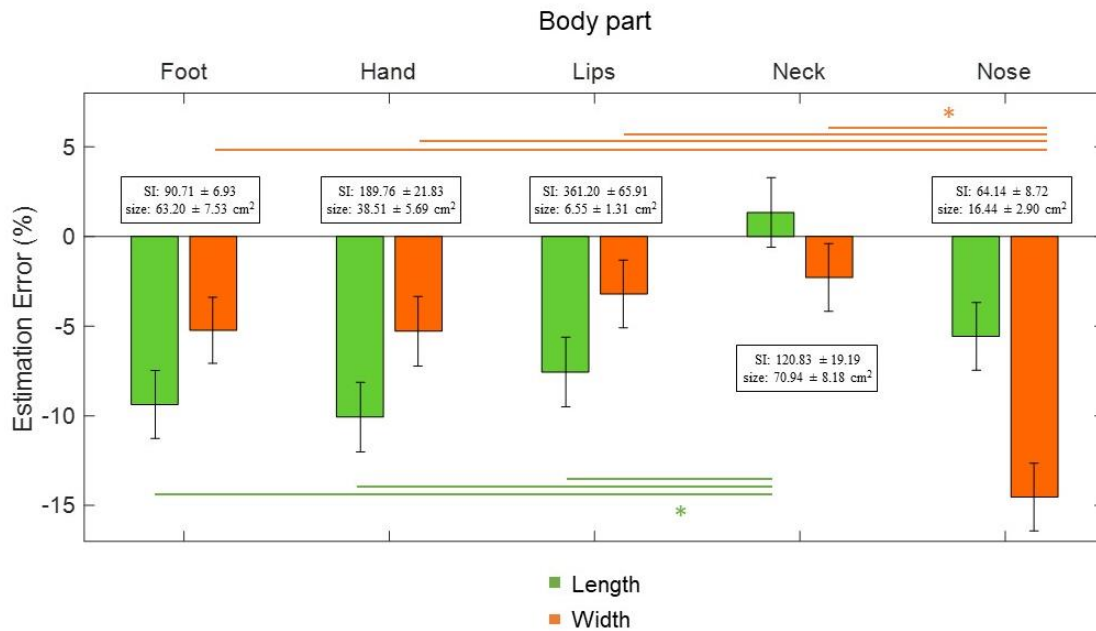 Body part
Foot Hand Lips Neck Nose
*
5
SI: 90.71 ± 6.93
size: 63.20 ± 7.53 cm²
SI: 189.76 ± 21.83
size: 38.51 ± 5.69 cm²
SI: 361.20 ± 65.91
size: 6.55 ± 1.31 cm²
SI: 64.14 ± 8.72
size: 16.44 ± 2.90 cm²
0
Estimation Error (%)
-5
SI: 120.83 ± 19.19
size: 70.94 ± 8.18 cm²
-10
-15
*
Length
Width